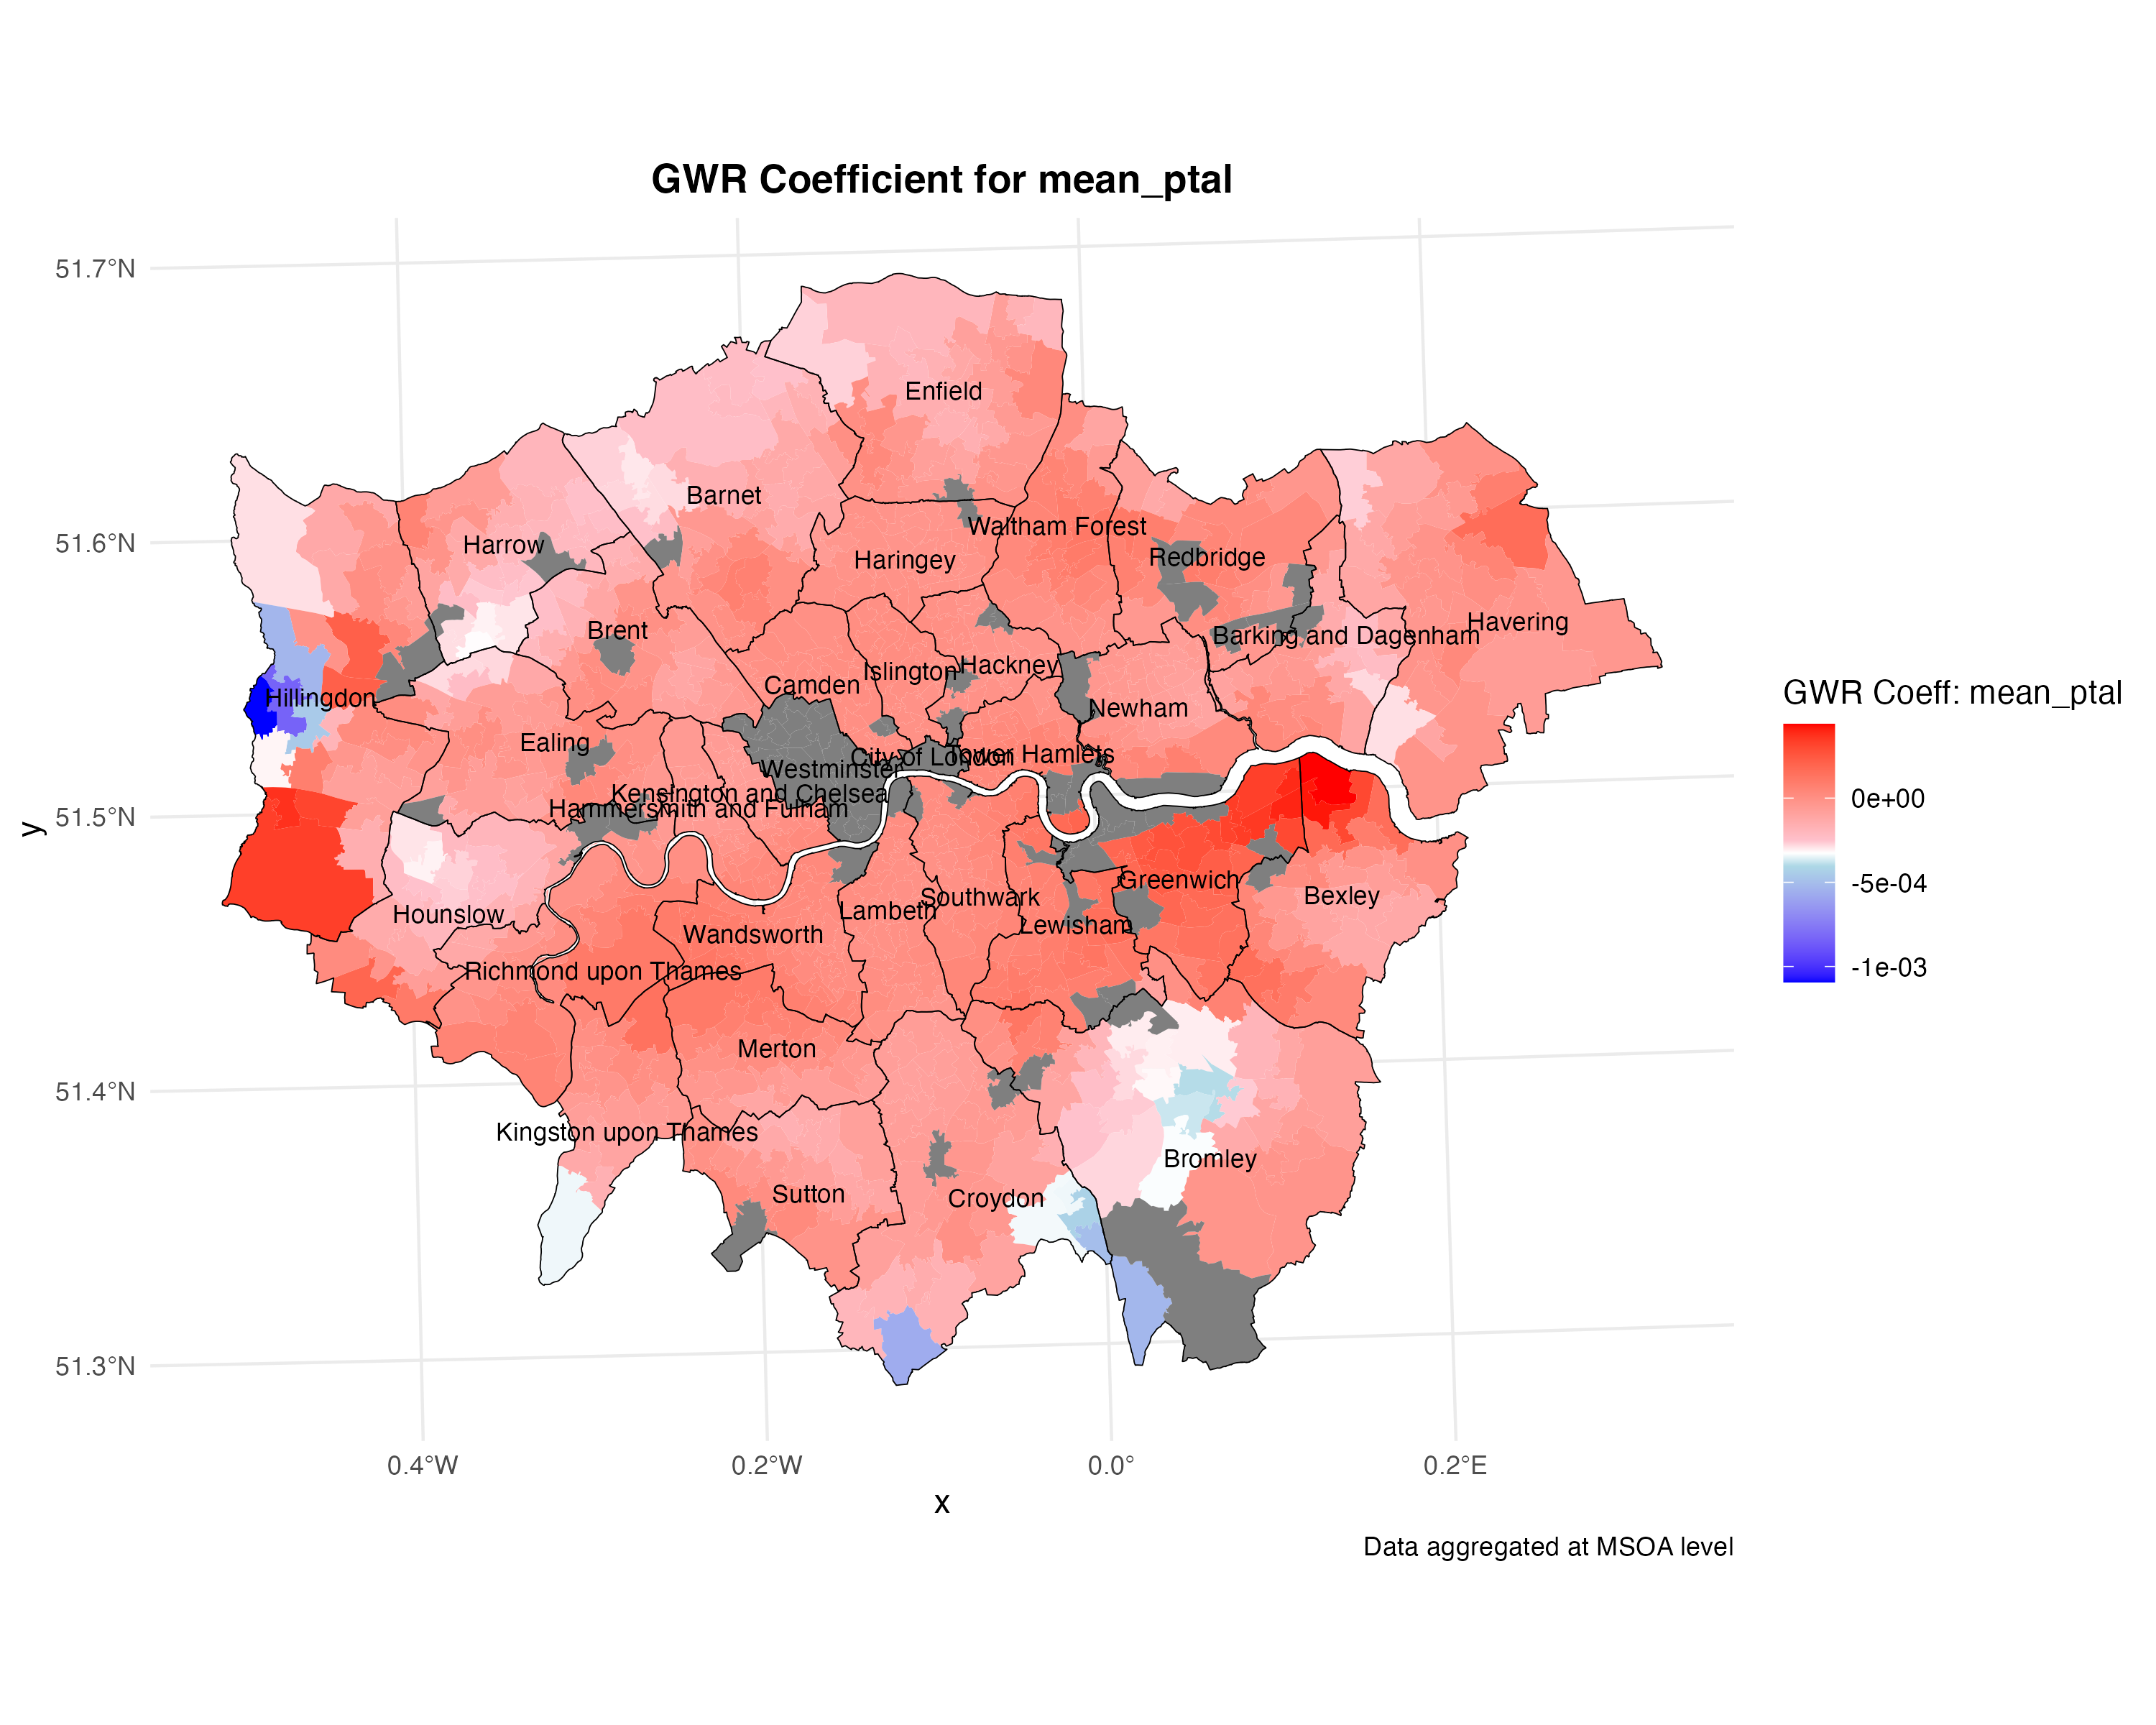 GWR Coefficient for mean_ptal
51.7°N
51.6°N
51.5°N
51.4°N
51.3°N
y
Enfield
Barnet
Harrow
Waltham Forest
Haringey
Redbridge
Havering
Brent
Barking and Dagenham
Hackney
Islington
Camden
Hillingdon
Newham
Ealing
Tower Hamlets
City of London
Westminster
Kensington and Chelsea
Hammersmith and Fulham
Greenwich
Bexley
Southwark
Lambeth
Hounslow
Lewisham
Wandsworth
Richmond upon Thames
Merton
Kingston upon Thames
Bromley
Sutton
Croydon
0.4°W
0.2°W
0.0°
0.2°E
x
GWR Coeff: mean_ptal
0e+00
-5e-04
-1e-03
Data aggregated at MSOA level